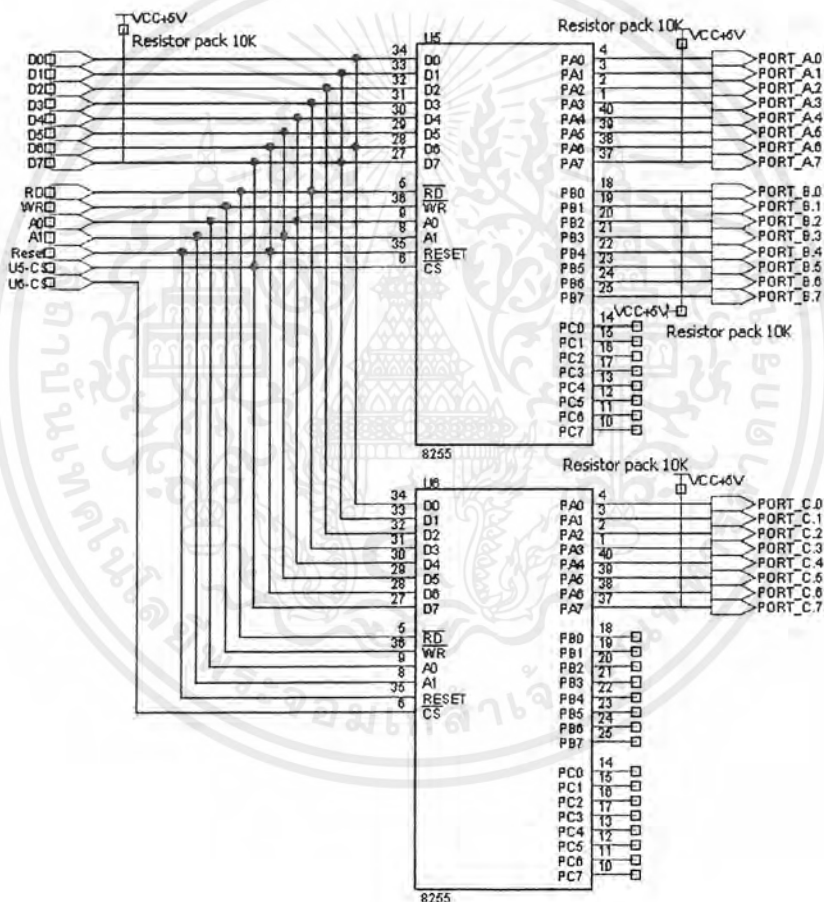 VCC+5V
Resistor pack 10K
D0
D1
D2
D3
D4
D5
D6
D7
RD
WR
A0
A1
Reset
U5-CS
U6-CS
U5
34 D0
33 D1
32 D2
31 D3
30 D4
29 D5
28 D6
27 D7
5 RD
36 WR
9 A0
8 A1
35 RESET
6 CS
Resistor pack 10K
VCC+5V
PA0 4 PORT_A.0
PA1 3 PORT_A.1
PA2 2 PORT_A.2
PA3 1 PORT_A.3
PA4 40 PORT_A.4
PA5 39 PORT_A.5
PA6 38 PORT_A.6
PA7 37 PORT_A.7
PB0 18 PORT_B.0
PB1 19 PORT_B.1
PB2 20 PORT_B.2
PB3 21 PORT_B.3
PB4 22 PORT_B.4
PB5 23 PORT_B.5
PB6 24 PORT_B.6
PB7 25 PORT_B.7
VCC+5V
Resistor pack 10K
PC0 14
PC1 15
PC2 16
PC3 17
PC4 13
PC5 12
PC6 11
PC7 10
8255
U6
34 D0
33 D1
32 D2
31 D3
30 D4
29 D5
28 D6
27 D7
5 RD
36 WR
9 A0
8 A1
35 RESET
6 CS
Resistor pack 10K
VCC+5V
PA0 4 PORT_C.0
PA1 3 PORT_C.1
PA2 2 PORT_C.2
PA3 1 PORT_C.3
PA4 40 PORT_C.4
PA5 39 PORT_C.5
PA6 38 PORT_C.6
PA7 37 PORT_C.7
PB0 18
PB1 19
PB2 20
PB3 21
PB4 22
PB5 23
PB6 24
PB7 25
PC0 14
PC1 15
PC2 16
PC3 17
PC4 13
PC5 12
PC6 11
PC7 10
8255